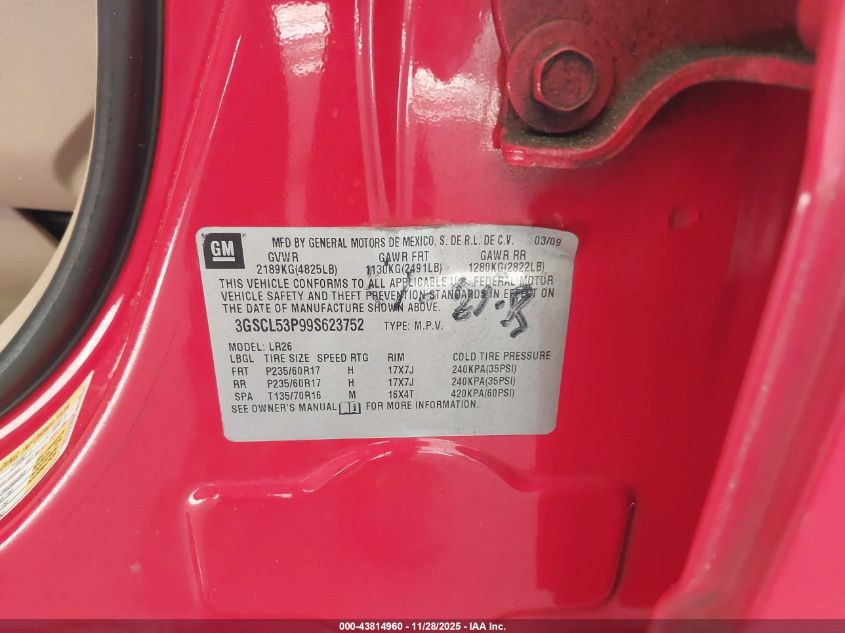 GM
MFD BY GENERAL MOTORS DE MEXICO, S. DE R.L. DE C.V. 03/09
GVWR GAWR FRT GAWR RR
2189KG(4825LB) 1130KG(2491LB) 1280KG(2822LB)
THIS VEHICLE CONFORMS TO ALL APPLICABLE U.S. FEDERAL MOTOR
VEHICLE SAFETY AND THEFT PREVENTION STANDARDS IN EFFECT ON
THE DATE OF MANUFACTURE SHOWN ABOVE.
3GSCL53P99S623752 TYPE: M.P.V.
MODEL: LR26
LBGL TIRE SIZE SPEED RTG RIM COLD TIRE PRESSURE
FRT P235/60R17 H 17X7J 240KPA(35PSI)
RR P235/60R17 H 17X7J 240KPA(35PSI)
SPA T135/70R16 M 16X4T 420KPA(60PSI)
SEE OWNER'S MANUAL FOR MORE INFORMATION.
000-43814960 - 11/28/2025 - IAA Inc.